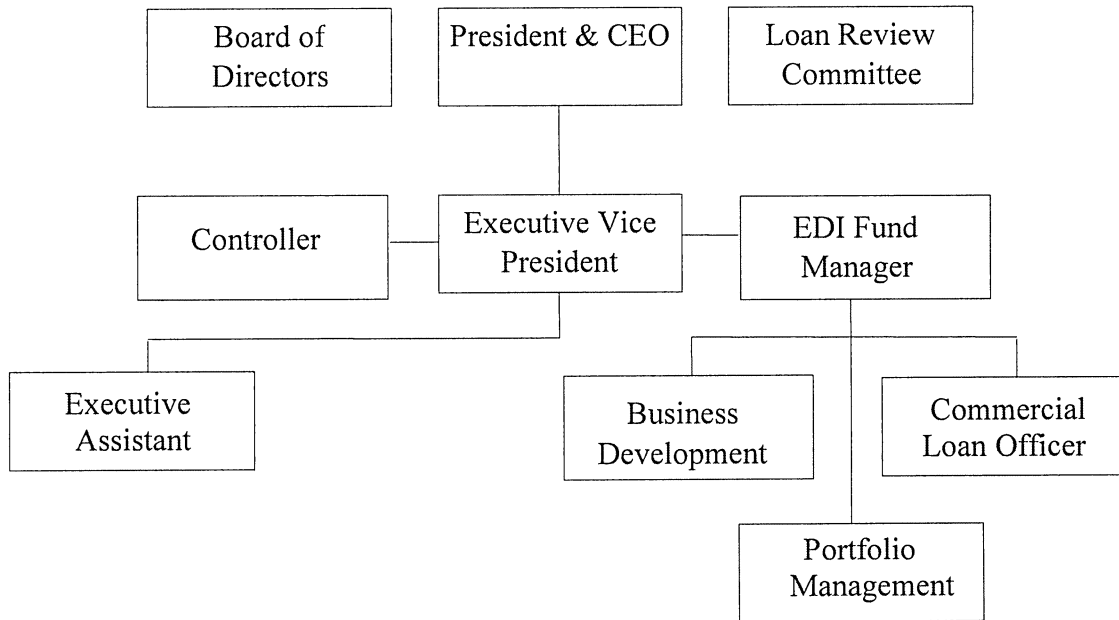 Board of
Directors
President & CEO
Loan Review
Committee
Controller
Executive Vice
President
EDI Fund
Manager
Executive
Assistant
Business
Development
Commercial
Loan Officer
Portfolio
Management